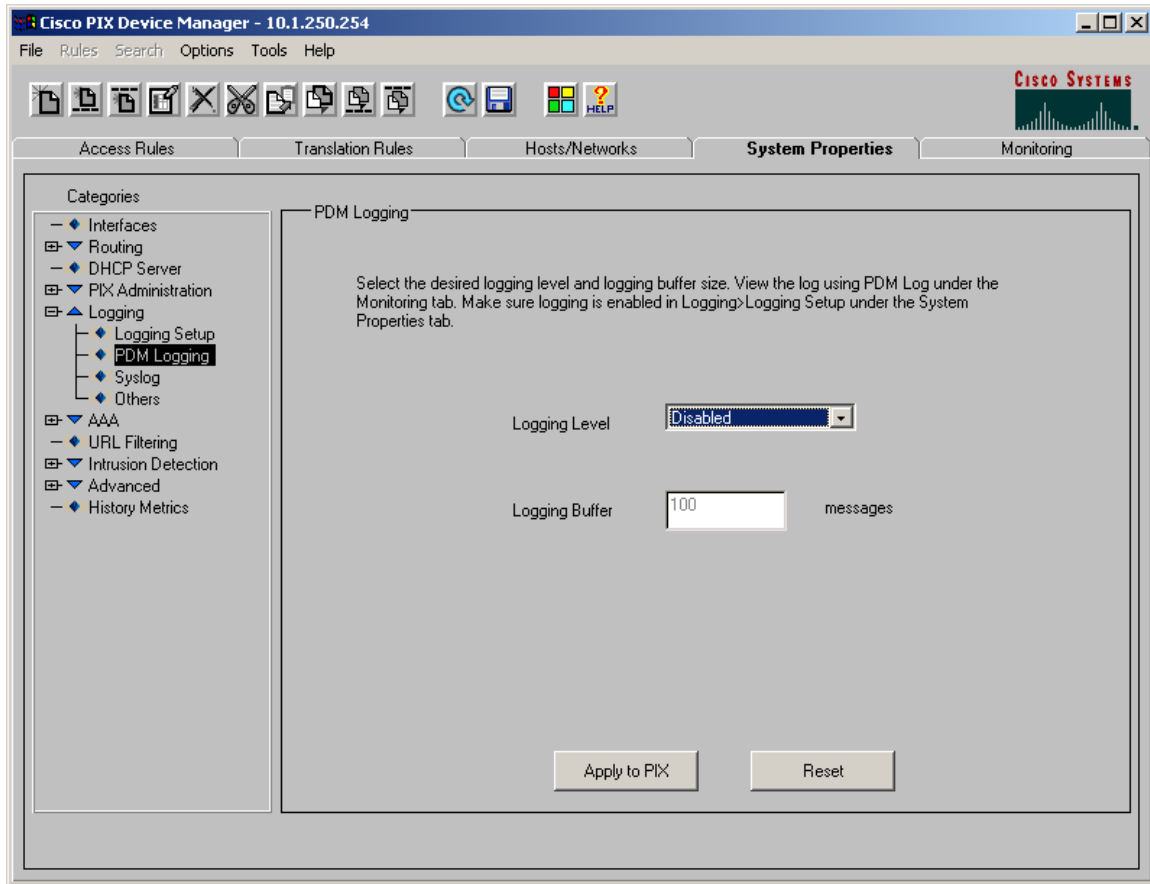 Cisco PIX Device Manager - 10.1.250.254
File Rules Search Options Tools Help
HELP
CISCO SYSTEMS
Access Rules Translation Rules Hosts/Networks System Properties Monitoring
Categories
Interfaces
Routing
DHCP Server
PIX Administration
Logging
Logging Setup
PDM Logging
Syslog
Others
AAA
URL Filtering
Intrusion Detection
Advanced
History Metrics
PDM Logging
Select the desired logging level and logging buffer size. View the log using PDM Log under the
Monitoring tab. Make sure logging is enabled in Logging>Logging Setup under the System
Properties tab.
Logging Level Disabled
Logging Buffer 100 messages
Apply to PIX Reset